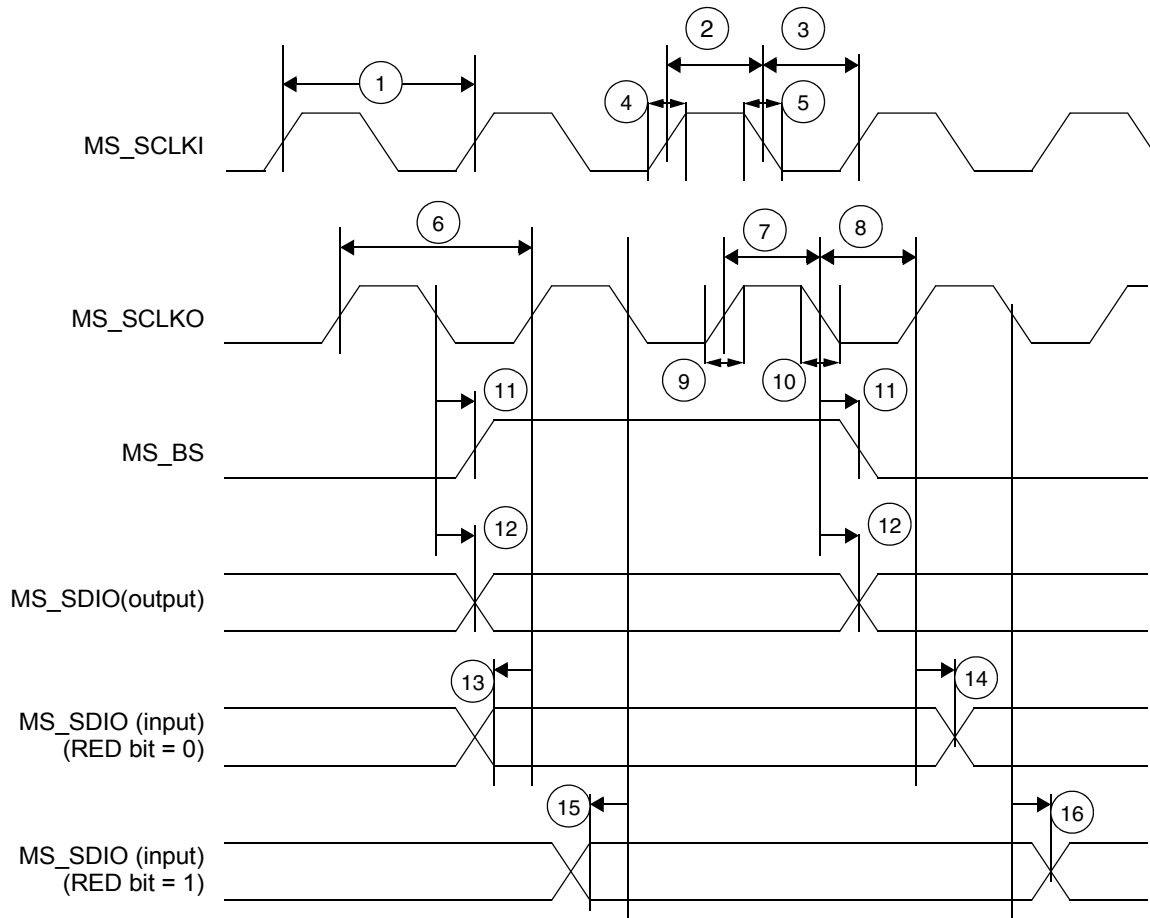 2
3
1
4
5
MS_SCLKI
6
7
8
MS_SCLKO
9
10
11
11
MS_BS
12
12
MS_SDIO(output)
13
14
MS_SDIO (input)
(RED bit = 0)
15
16
MS_SDIO (input)
(RED bit = 1)